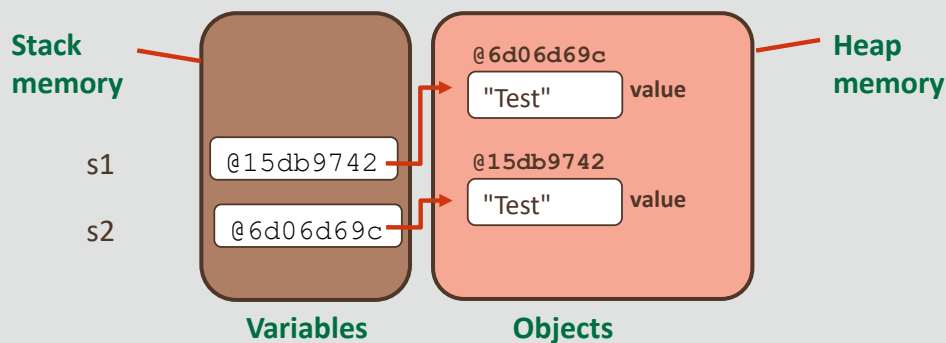 Stack
memory
Heap
memory
@6d06d69c
"Test"
value
s1
@15db9742
@15db9742
"Test"
value
s2
@6d06d69c
Variables
Objects